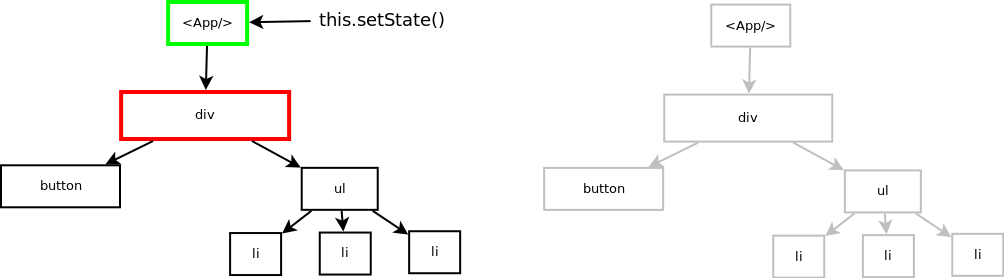 <App/>
this.setState()
div
button
ul
li
li
li
<App/>
div
button
ul
li
li
li